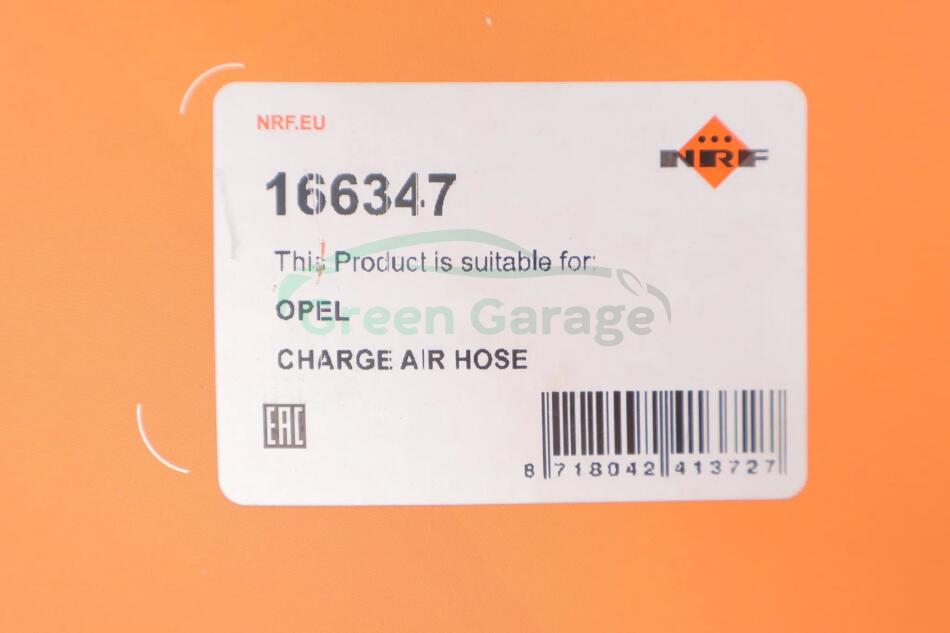 NRF.EU
NRF
166347
This Product is suitable for:
OPEL
Green Garage
CHARGE AIR HOSE
EAC
8 718042 413727